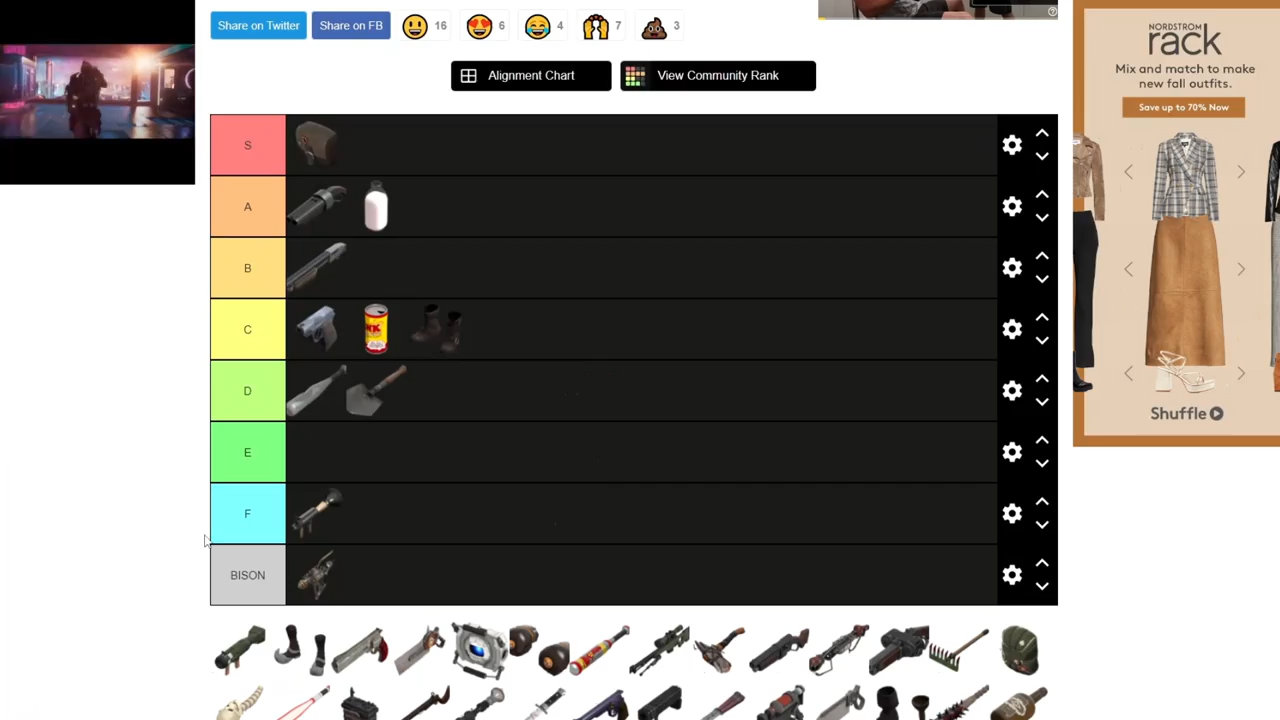 Share on Twitter
Share on FB
16
6
4
7
3
Alignment Chart
View Community Rank
S
A
B
C
D
E
F
BISON
NORDSTROM
rack
Mix and match to make
new fall outfits.
Save up to 70% Now
Shuffle